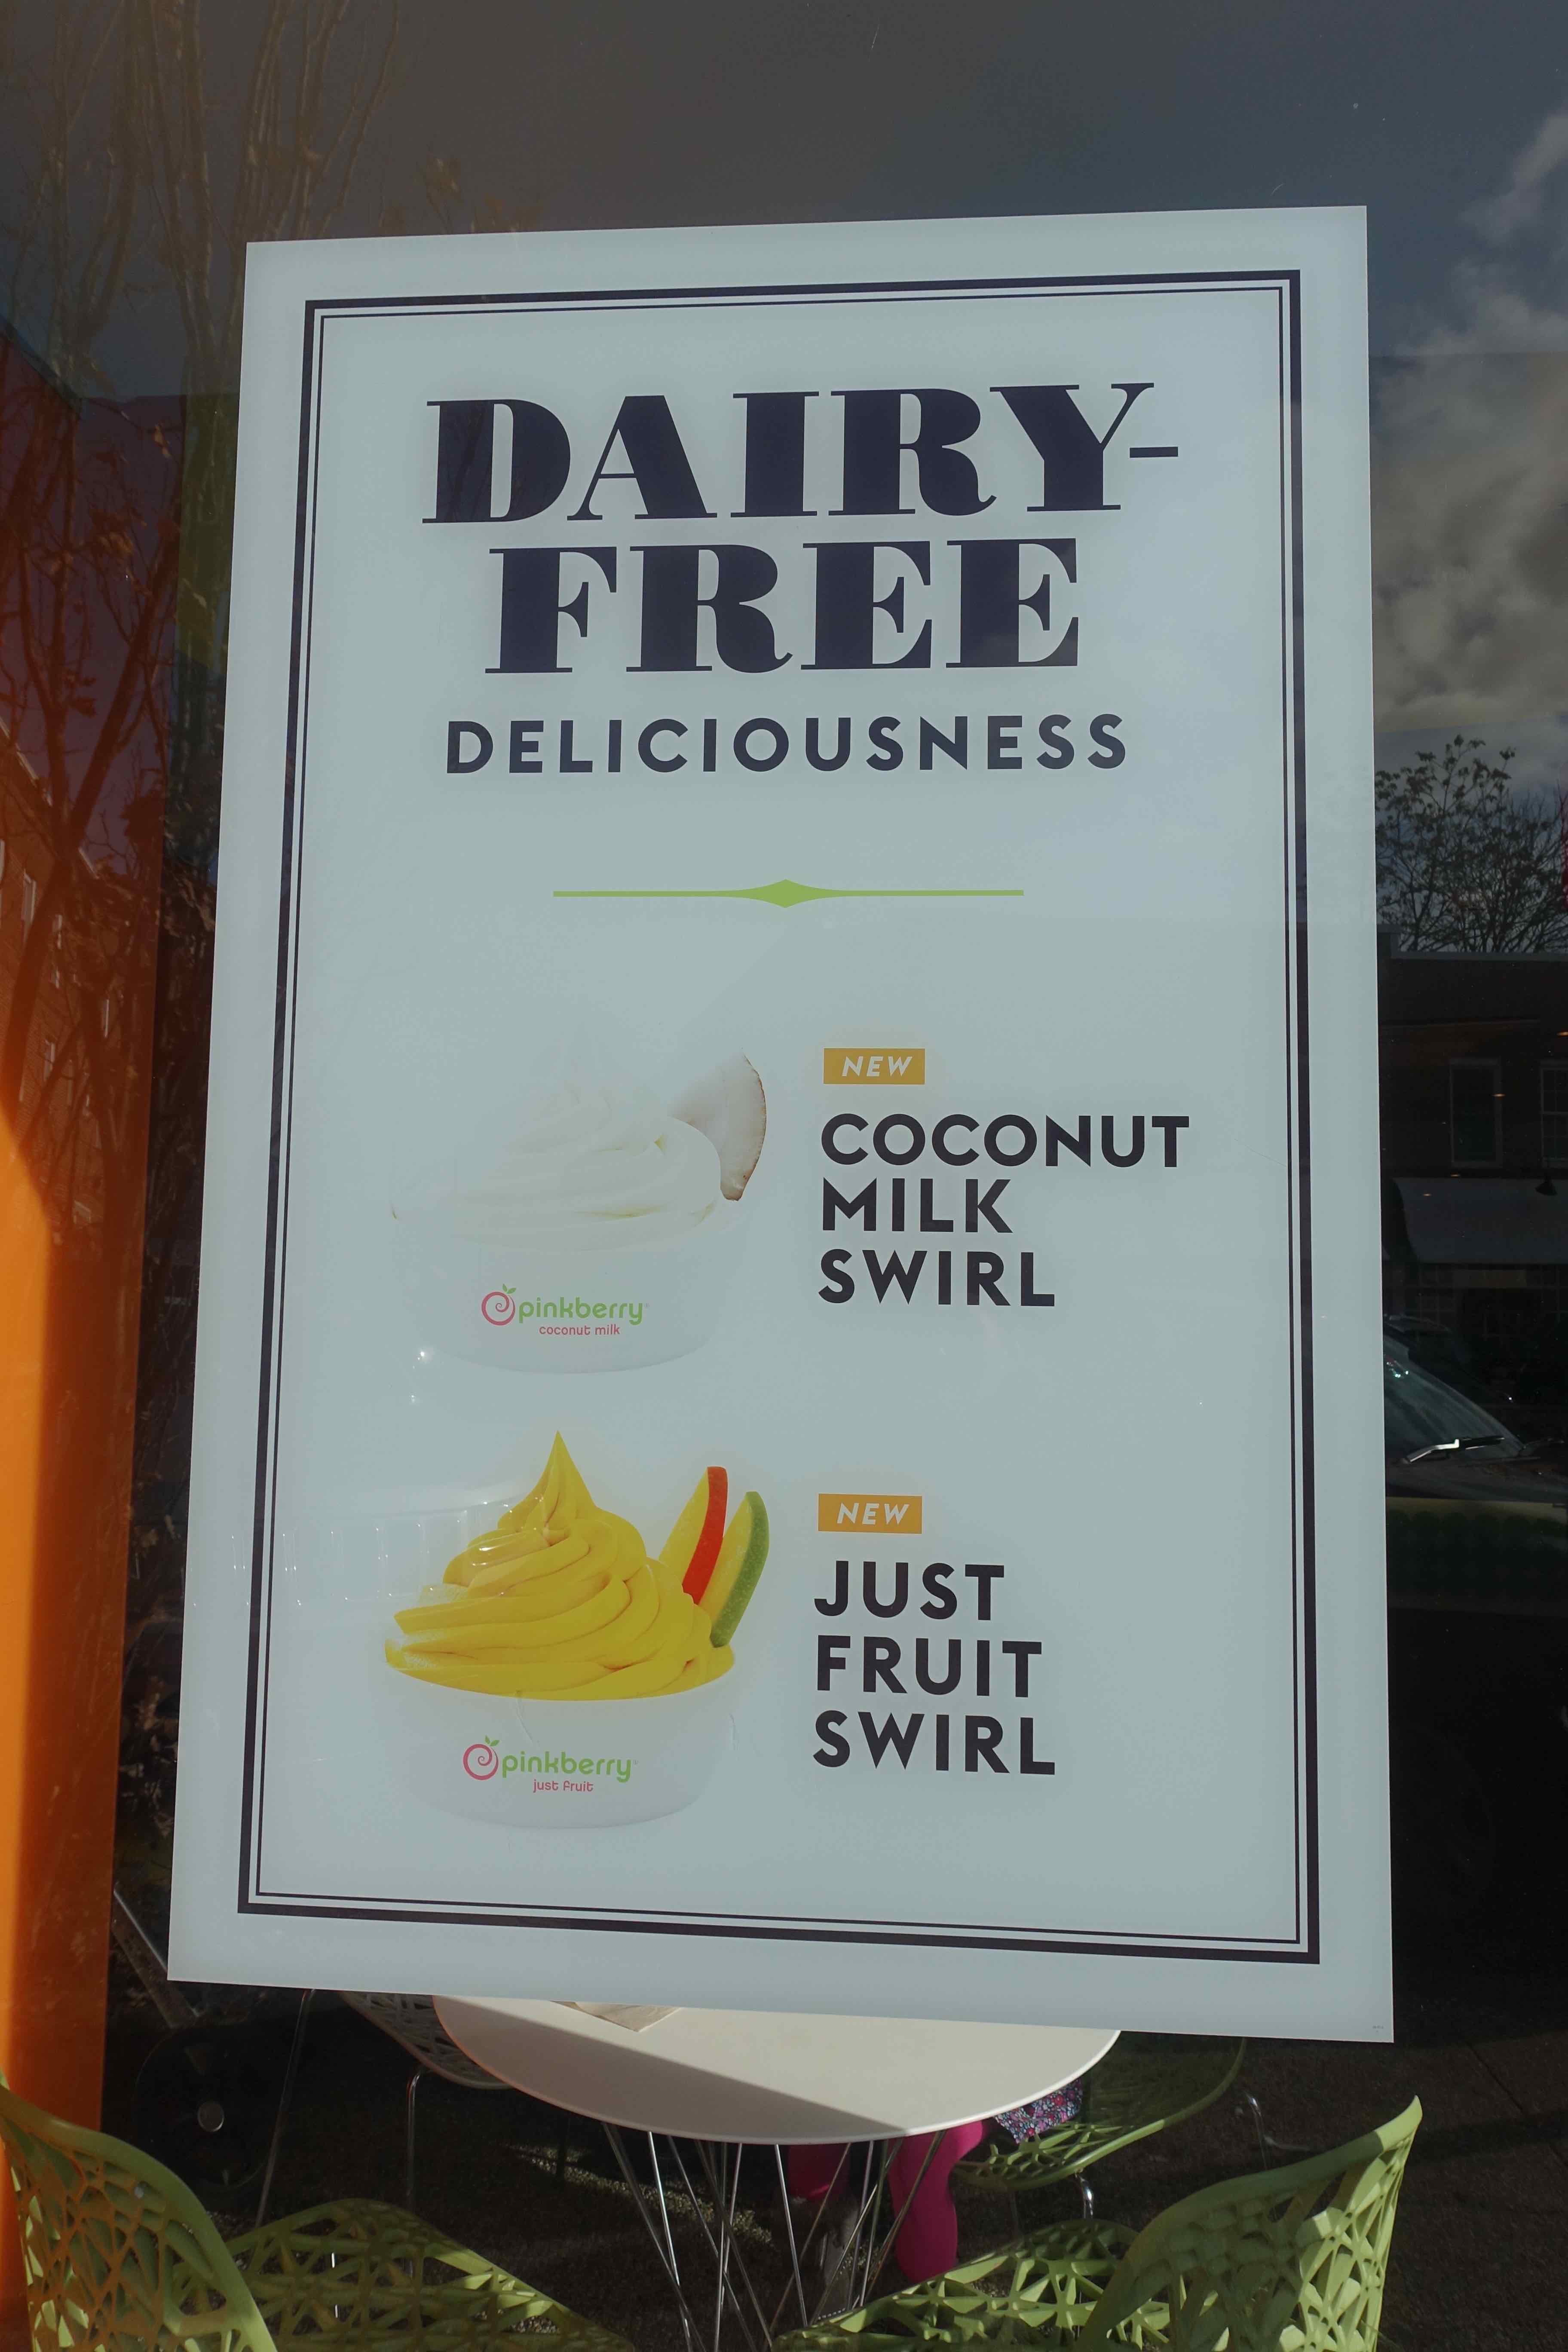 DAIRY-
FREE
DELICIOUSNESS
NEW
COCONUT
MILK
SWIRL
pinkberry
coconut milk
NEW
JUST
FRUIT
SWIRL
pinkberry
just fruit